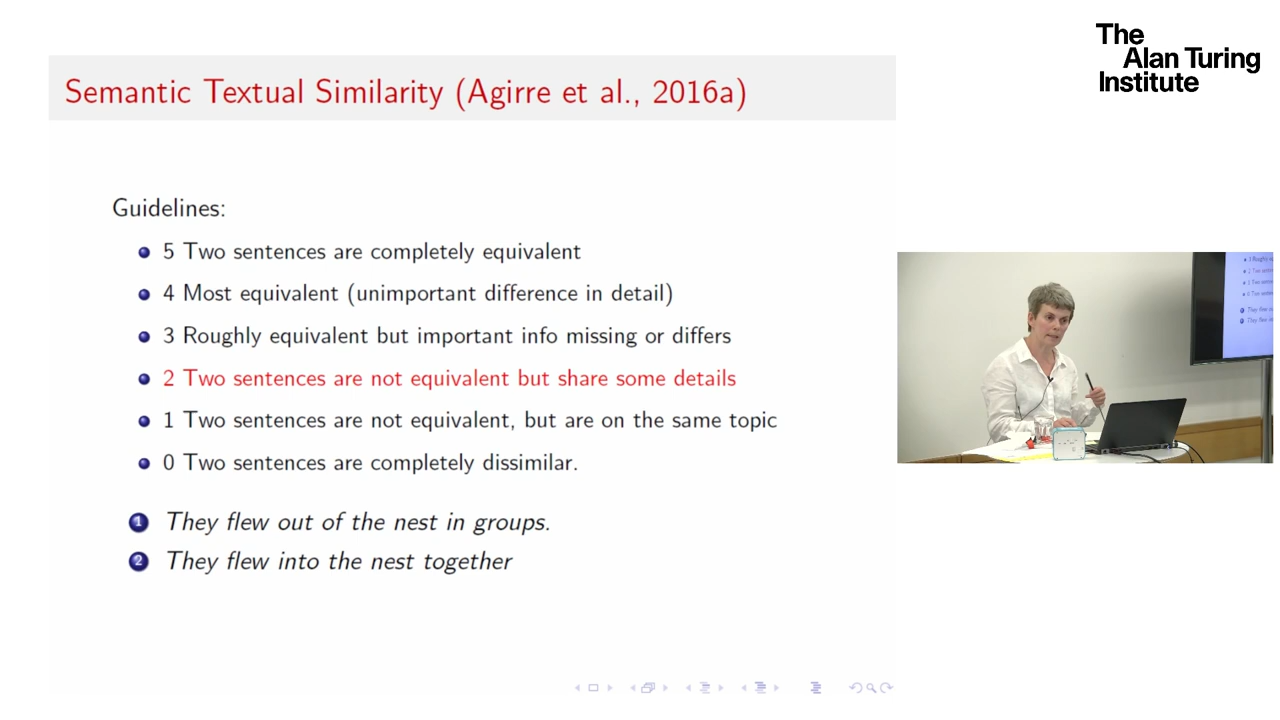 The
Alan Turing
Institute
Semantic Textual Similarity (Agirre et al., 2016a)
Guidelines:
5 Two sentences are completely equivalent
4 Most equivalent (unimportant difference in detail)
3 Roughly equivalent but important info missing or differs
2 Two sentences are not equivalent but share some details
1 Two sentences are not equivalent, but are on the same topic
0 Two sentences are completely dissimilar.
1 They flew out of the nest in groups.
2 They flew into the nest together